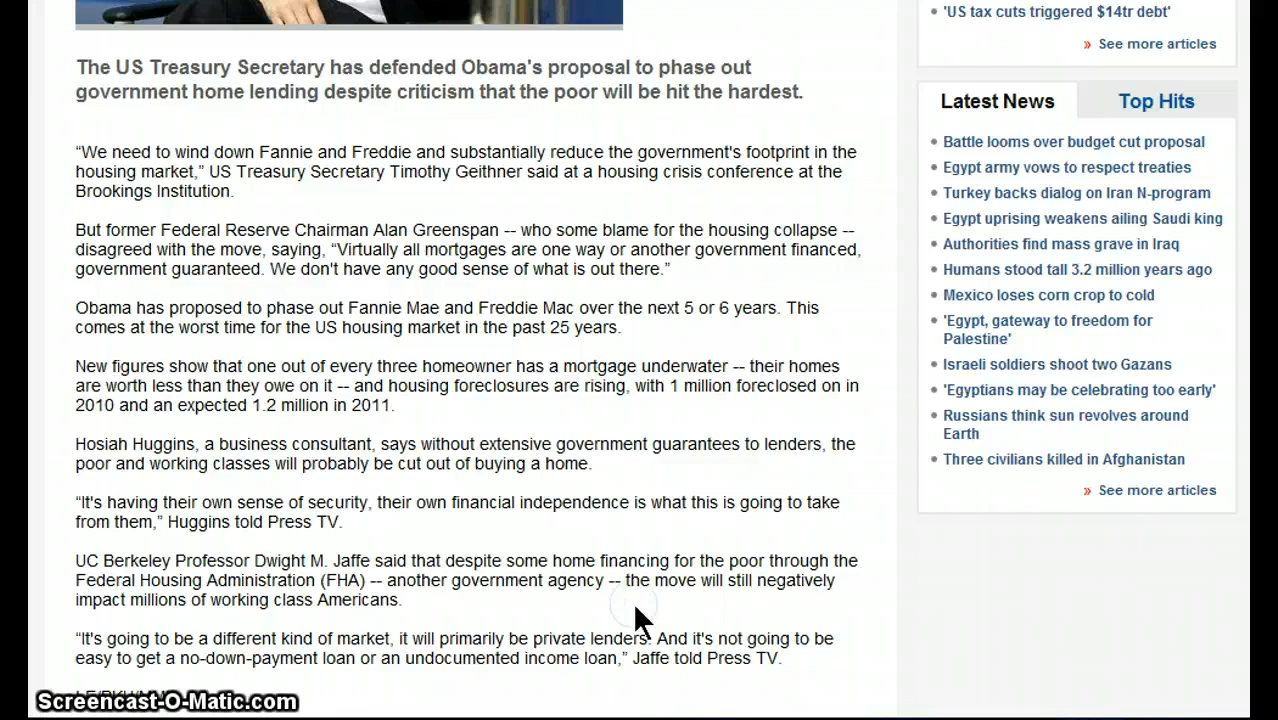 The US Treasury Secretary has defended Obama's proposal to phase out
government home lending despite criticism that the poor will be hit the hardest.
“We need to wind down Fannie and Freddie and substantially reduce the government's footprint in the
housing market,” US Treasury Secretary Timothy Geithner said at a housing crisis conference at the
Brookings Institution.
But former Federal Reserve Chairman Alan Greenspan -- who some blame for the housing collapse --
disagreed with the move, saying, “Virtually all mortgages are one way or another government financed,
government guaranteed. We don't have any good sense of what is out there.”
Obama has proposed to phase out Fannie Mae and Freddie Mac over the next 5 or 6 years. This
comes at the worst time for the US housing market in the past 25 years.
New figures show that one out of every three homeowner has a mortgage underwater -- their homes
are worth less than they owe on it -- and housing foreclosures are rising, with 1 million foreclosed on in
2010 and an expected 1.2 million in 2011.
Hosiah Huggins, a business consultant, says without extensive government guarantees to lenders, the
poor and working classes will probably be cut out of buying a home.
“It's having their own sense of security, their own financial independence is what this is going to take
from them,” Huggins told Press TV.
UC Berkeley Professor Dwight M. Jaffe said that despite some home financing for the poor through the
Federal Housing Administration (FHA) -- another government agency -- the move will still negatively
impact millions of working class Americans.
“It's going to be a different kind of market, it will primarily be private lenders. And it's not going to be
easy to get a no-down-payment loan or an undocumented income loan,” Jaffe told Press TV.
'US tax cuts triggered $14tr debt'
» See more articles
Latest News
Top Hits
Battle looms over budget cut proposal
Egypt army vows to respect treaties
Turkey backs dialog on Iran N-program
Egypt uprising weakens ailing Saudi king
Authorities find mass grave in Iraq
Humans stood tall 3.2 million years ago
Mexico loses corn crop to cold
'Egypt, gateway to freedom for
Palestine'
Israeli soldiers shoot two Gazans
'Egyptians may be celebrating too early'
Russians think sun revolves around
Earth
Three civilians killed in Afghanistan
» See more articles
Screencast-O-Matic.com